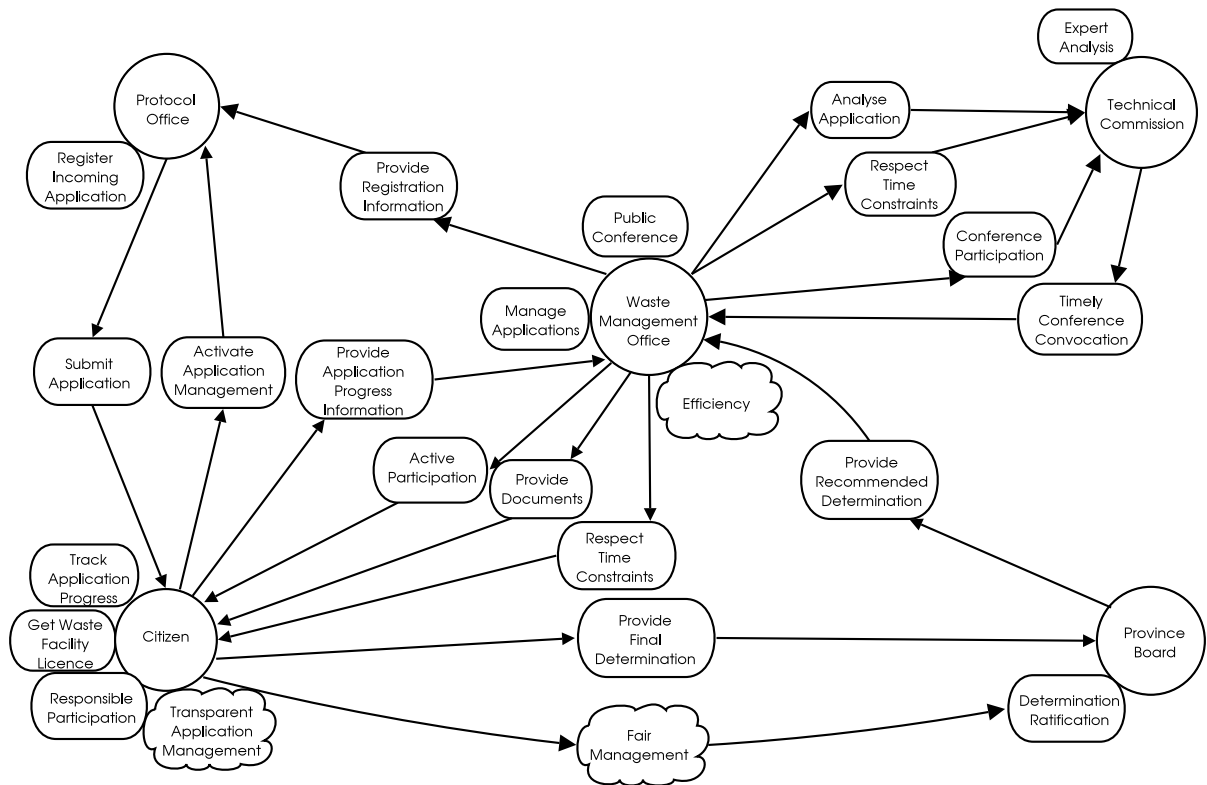 Expert
Analysis
Protocol
Office
Analyse
Application
Technical
Commission
Register
Incoming
Application
Provide
Registration
Information
Respect
Time
Constraints
Public
Conference
Conference
Participation
Manage
Applications
Waste
Management
Office
Timely
Conference
Convocation
Submit
Application
Activate
Application
Management
Provide
Application
Progress
Information
Efficiency
Active
Participation
Provide
Documents
Provide
Recommended
Determination
Respect
Time
Constraints
Track
Application
Progress
Get Waste
Facility
Licence
Citizen
Provide
Final
Determination
Province
Board
Responsible
Participation
Transparent
Application
Management
Fair
Management
Determination
Ratification